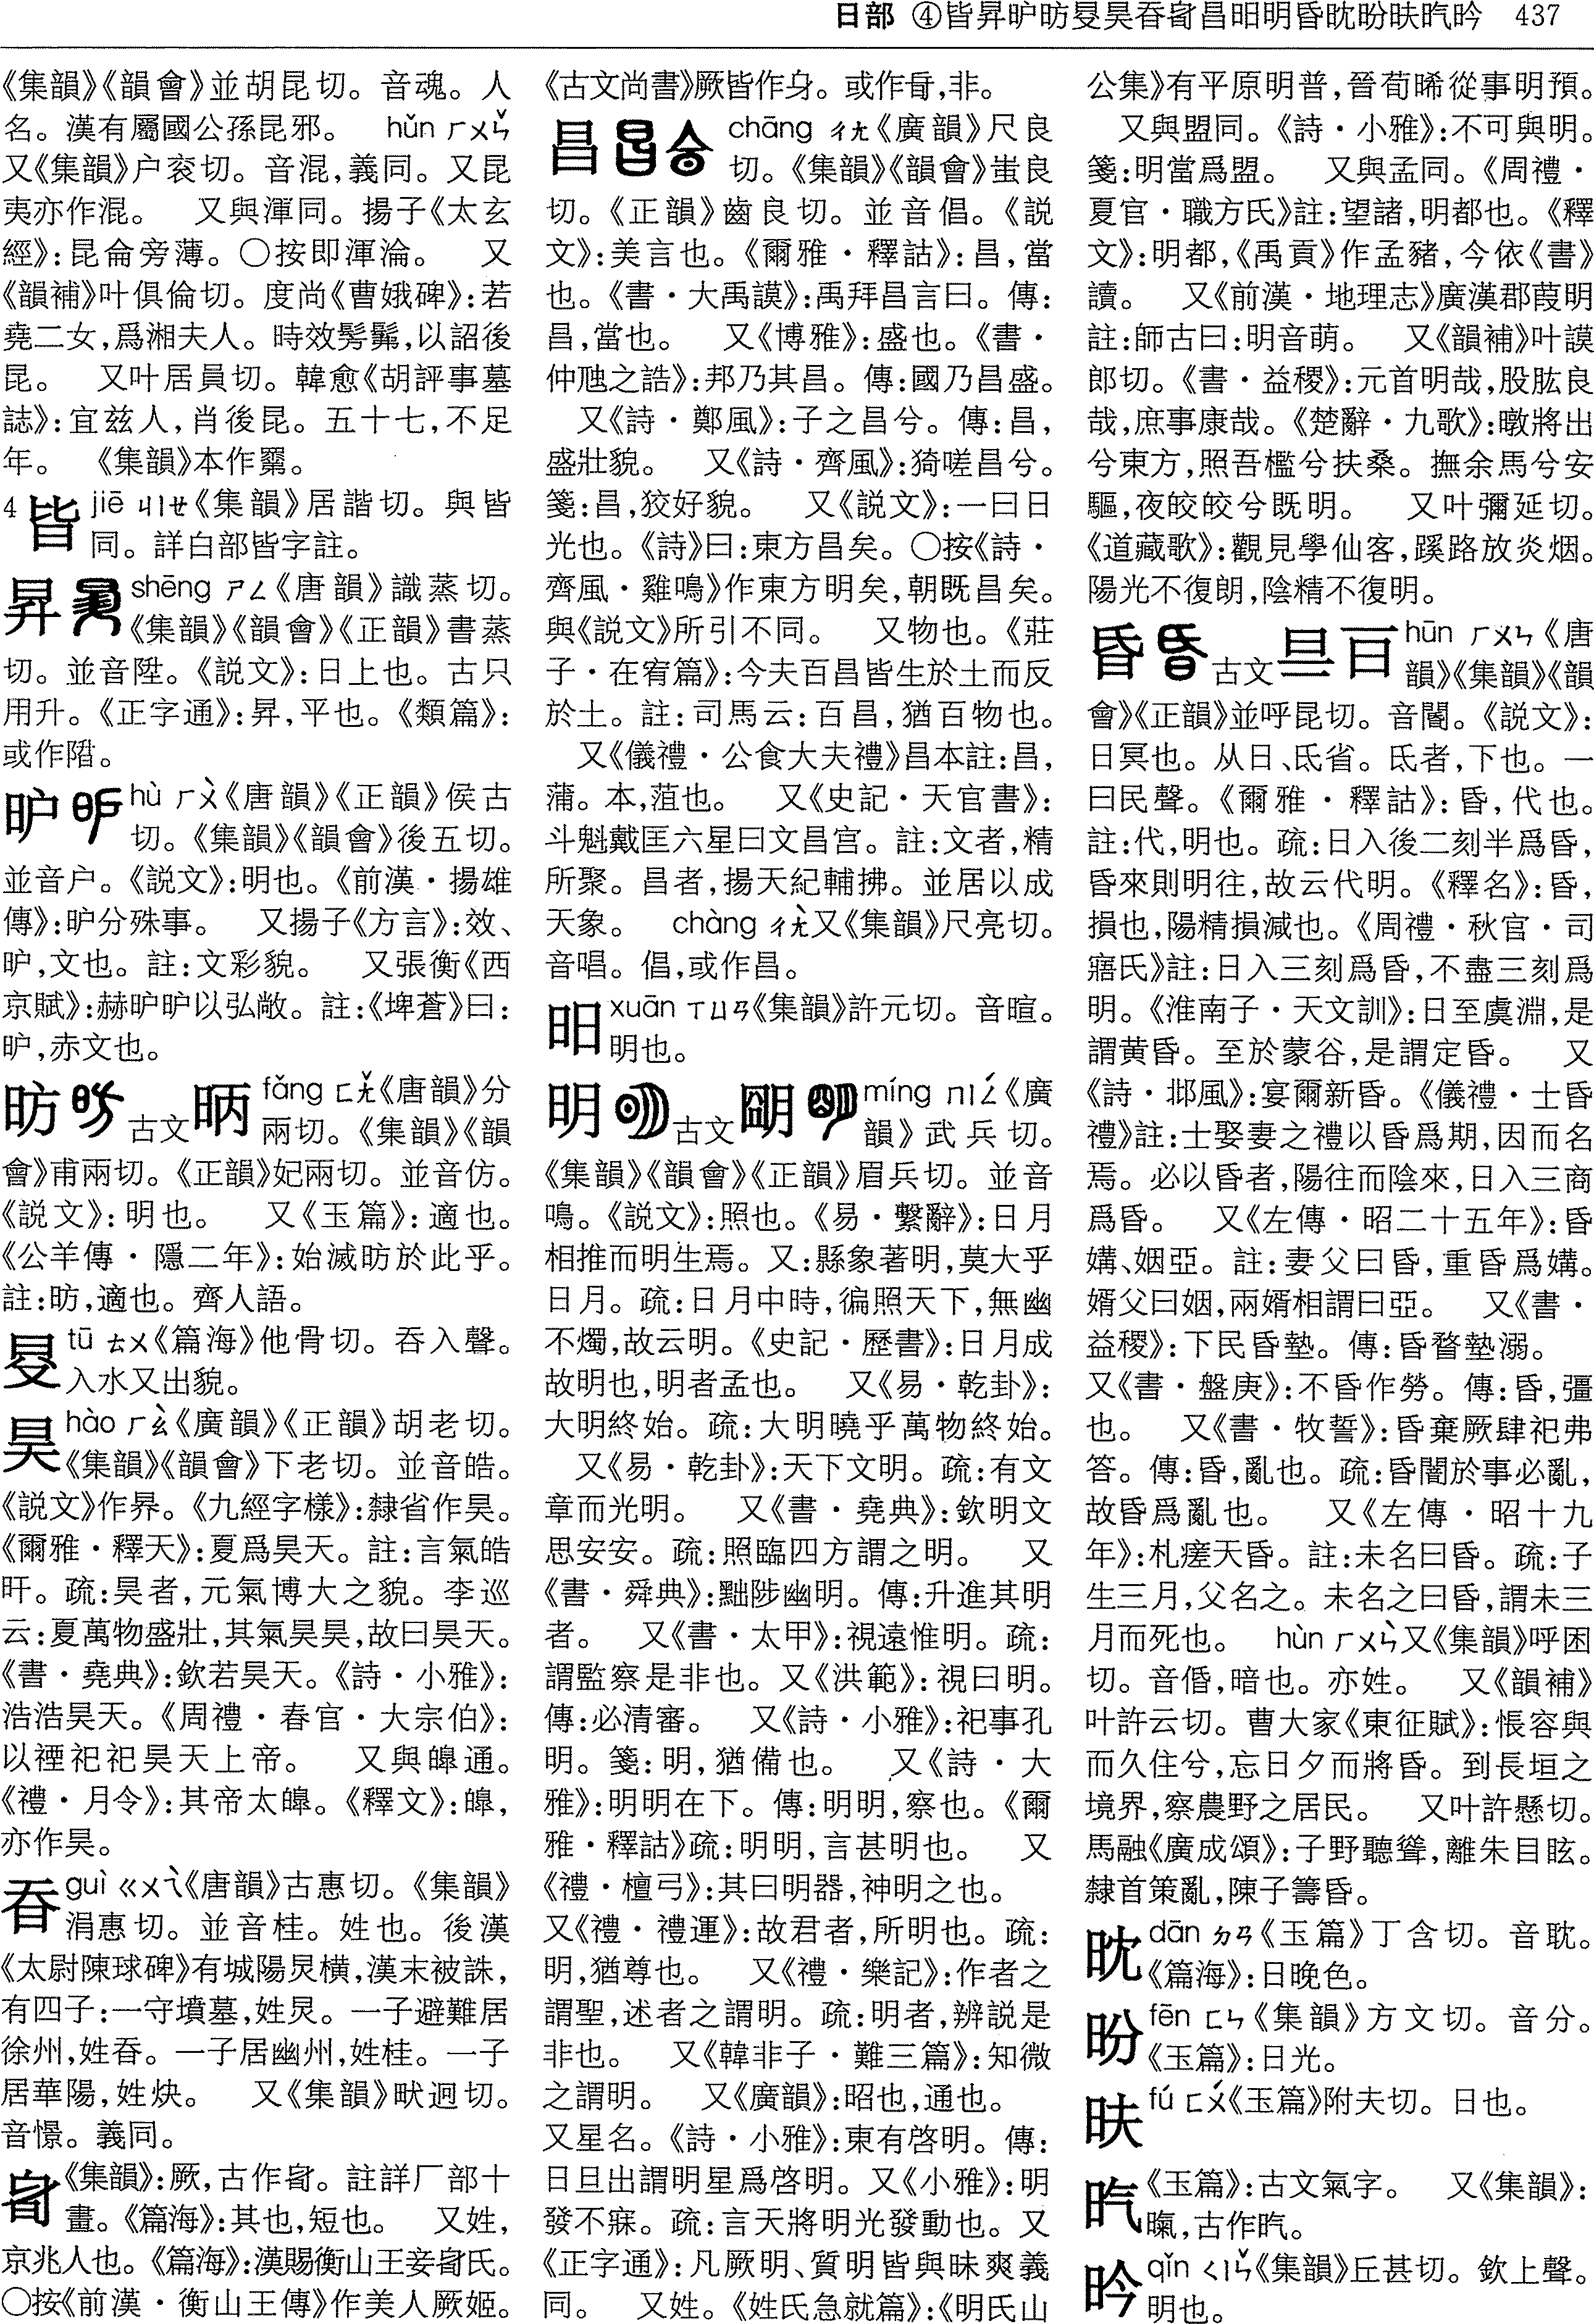 日部 ④皆昇昈昉旻昊昋㫖昌昍明昏眈昐昳㫓昑 437
《集韻》《韻會》並胡昆切。音魂。人
名。漢有屬國公孫昆邪。 hǔn ㄏㄨㄣˇ
又《集韻》户衮切。音混,義同。又昆
夷亦作混。 又與渾同。揚子《太玄
經》:昆侖旁薄。○按即渾淪。 又
《韻補》叶俱倫切。度尚《曹娥碑》:若
堯二女,爲湘夫人。時效髣髴,以詔後
昆。 又叶居員切。韓愈《胡評事墓
誌》:宜兹人,肖後昆。五十七,不足
年。 《集韻》本作䍜。
4 皆 jiē ㄐㄧㄝ《集韻》居諧切。與皆
同。詳白部皆字註。
昇 shēng ㄕㄥ《唐韻》識蒸切。
《集韻》《韻會》《正韻》書蒸
切。並音陞。《説文》:日上也。古只
用升。《正字通》:昇,平也。《類篇》:
或作㫟。
昈 hù ㄏㄨˋ《唐韻》《正韻》侯古
切。《集韻》《韻會》後五切。
並音户。《説文》:明也。《前漢·揚雄
傳》:昈分殊事。 又揚子《方言》:效、
昈,文也。註:文彩貌。 又張衡《西
京賦》:赫昈昈以弘敞。註:《埤蒼》曰:
昈,赤文也。
昉 古文昞 fǎng ㄈㄤˇ《唐韻》分
兩切。《集韻》《韻
會》甫兩切。《正韻》妃兩切。並音仿。
《説文》:明也。 又《玉篇》:適也。
《公羊傳·隱二年》:始滅昉於此乎。
註:昉,適也。齊人語。
tū ㄊㄨ《篇海》他骨切。吞入聲。
入水又出貌。
昊 hào ㄏㄠˋ《廣韻》《正韻》胡老切。
《集韻》《韻會》下老切。並音皓。
《説文》作界。《九經字樣》:隸省作昊。
《爾雅·釋天》:夏爲昊天。註:言氣皓
旰。疏:昊者,元氣博大之貌。李巡
云:夏萬物盛壯,其氣昊昊,故曰昊天。
《書·堯典》:欽若昊天。《詩·小雅》:
浩浩昊天。《周禮·春官·大宗伯》:
以禋祀祀昊天上帝。 又與皞通。
《禮·月令》:其帝太皞。《釋文》:皞,
亦作昊。
昋 guì ㄍㄨㄟˋ《唐韻》古惠切。《集韻》
涓惠切。並音桂。姓也。後漢
《太尉陳球碑》有城陽炅横,漢末被誅,
有四子:一守墳墓,姓炅。一子避難居
徐州,姓昋。一子居幽州,姓桂。一子
居華陽,姓炔。 又《集韻》畎迥切。
音憬。義同。
《集韻》:厥,古作。註詳厂部十
畫。《篇海》:其也,短也。 又姓,
京兆人也。《篇海》:漢賜衡山王妾氏。
○按《前漢·衡山王傳》作美人厥姬。
《古文尚書》厥皆作身。或作,非。
昌 chāng ㄔㄤ《廣韻》尺良
切。《集韻》《韻會》蚩良
切。《正韻》齒良切。並音倡。《説
文》:美言也。《爾雅·釋詁》:昌,當
也。《書·大禹謨》:禹拜昌言曰。傳:
昌,當也。 又《博雅》:盛也。《書·
仲虺之誥》:邦乃其昌。傳:國乃昌盛。
又《詩·鄭風》:子之昌兮。傳:昌,
盛壯貌。 又《詩·齊風》:猗嗟昌兮。
箋:昌,狡好貌。 又《説文》:一曰日
光也。《詩》曰:東方昌矣。○按《詩·
齊風·雞鳴》作東方明矣,朝既昌矣。
與《説文》所引不同。 又物也。《莊
子·在宥篇》:今夫百昌皆生於土而反
於土。註:司馬云:百昌,猶百物也。
又《儀禮·公食大夫禮》昌本註:昌,
蒲。本,菹也。 又《史記·天官書》:
斗魁戴匡六星曰文昌宫。註:文者,精
所聚。昌者,揚天紀輔拂。並居以成
天象。 chàng ㄔㄤˋ又《集韻》尺亮切。
音唱。倡,或作昌。
昍 xuān ㄒㄩㄢ《集韻》許元切。音暄。
明也。
明 古文朙 míng ㄇㄧㄥˊ《廣
韻》武兵切。
《集韻》《韻會》《正韻》眉兵切。並音
鳴。《説文》:照也。《易·繫辭》:日月
相推而明生焉。又:縣象著明,莫大乎
日月。疏:日月中時,徧照天下,無幽
不燭,故云明。《史記·歷書》:日月成
故明也,明者孟也。 又《易·乾卦》:
大明終始。疏:大明曉乎萬物終始。
又《易·乾卦》:天下文明。疏:有文
章而光明。 又《書·堯典》:欽明文
思安安。疏:照臨四方謂之明。 又
《書·舜典》:黜陟幽明。傳:升進其明
者。 又《書·太甲》:視遠惟明。疏:
謂監察是非也。又《洪範》:視曰明。
傳:必清審。 又《詩·小雅》:祀事孔
明。箋:明,猶備也。 又《詩·大
雅》:明明在下。傳:明明,察也。《爾
雅·釋詁》疏:明明,言甚明也。 又
《禮·檀弓》:其曰明器,神明之也。
又《禮·禮運》:故君者,所明也。疏:
明,猶尊也。 又《禮·樂記》:作者之
謂聖,述者之謂明。疏:明者,辨説是
非也。 又《韓非子·難三篇》:知微
之謂明。 又《廣韻》:昭也,通也。
又星名。《詩·小雅》:東有啓明。傳:
日旦出謂明星爲啓明。又《小雅》:明
發不寐。疏:言天將明光發動也。又
《正字通》:凡厥明、質明皆與昧爽義
同。 又姓。《姓氏急就篇》:《明氏山
公集》有平原明普,晉荀晞從事明預。
又與盟同。《詩·小雅》:不可與明。
箋:明當爲盟。 又與孟同。《周禮·
夏官·職方氏》註:望諸,明都也。《釋
文》:明都,《禹貢》作孟豬,今依《書》
讀。 又《前漢·地理志》廣漢郡葭明
註:師古曰:明音萌。 又《韻補》叶謨
郎切。《書·益稷》:元首明哉,股肱良
哉,庶事康哉。《楚辭·九歌》:暾將出
兮東方,照吾檻兮扶桑。撫余馬兮安
驅,夜皎皎兮既明。 又叶彌延切。
《道藏歌》:觀見學仙客,蹊路放炎烟。
陽光不復朗,陰精不復明。
昏 古文 hūn ㄏㄨㄣ《唐
韻》《集韻》《韻
會》《正韻》並呼昆切。音閽。《説文》:
日冥也。从日、氐省。氐者,下也。一
曰民聲。《爾雅·釋詁》:昏,代也。
註:代,明也。疏:日入後二刻半爲昏,
昏來則明往,故云代明。《釋名》:昏,
損也,陽精損減也。《周禮·秋官·司
寤氏》註:日入三刻爲昏,不盡三刻爲
明。《淮南子·天文訓》:日至虞淵,是
謂黄昏。至於蒙谷,是謂定昏。 又
《詩·邶風》:宴爾新昏。《儀禮·士昏
禮》註:士娶妻之禮以昏爲期,因而名
焉。必以昏者,陽往而陰來,日入三商
爲昏。 又《左傳·昭二十五年》:昏
媾、姻亞。註:妻父曰昏,重昏爲媾。
婿父曰姻,兩婿相謂曰亞。 又《書·
益稷》:下民昏墊。傳:昏瞀墊溺。
又《書·盤庚》:不昏作勞。傳:昏,彊
也。 又《書·牧誓》:昏棄厥肆祀弗
答。傳:昏,亂也。疏:昏闇於事必亂,
故昏爲亂也。 又《左傳·昭十九
年》:札瘥夭昏。註:未名曰昏。疏:子
生三月,父名之。未名之曰昏,謂未三
月而死也。 hùn ㄏㄨㄣˋ又《集韻》呼困
切。音惛,暗也。亦姓。 又《韻補》
叶許云切。曹大家《東征賦》:悵容與
而久住兮,忘日夕而將昏。到長垣之
境界,察農野之居民。 又叶許懸切。
馬融《廣成頌》:子野聽聳,離朱目眩。
隸首策亂,陳子籌昏。
dān ㄉㄢ《玉篇》丁含切。音耽。
《篇海》:日晚色。
昐 fēn ㄈㄣ《集韻》方文切。音分。
《玉篇》:日光。
fú ㄈㄨˊ《玉篇》附夫切。日也。
《玉篇》:古文氣字。 又《集韻》:
暣,古作㫓。
昑 qǐn ㄑㄧㄣˇ《集韻》丘甚切。欽上聲。
明也。